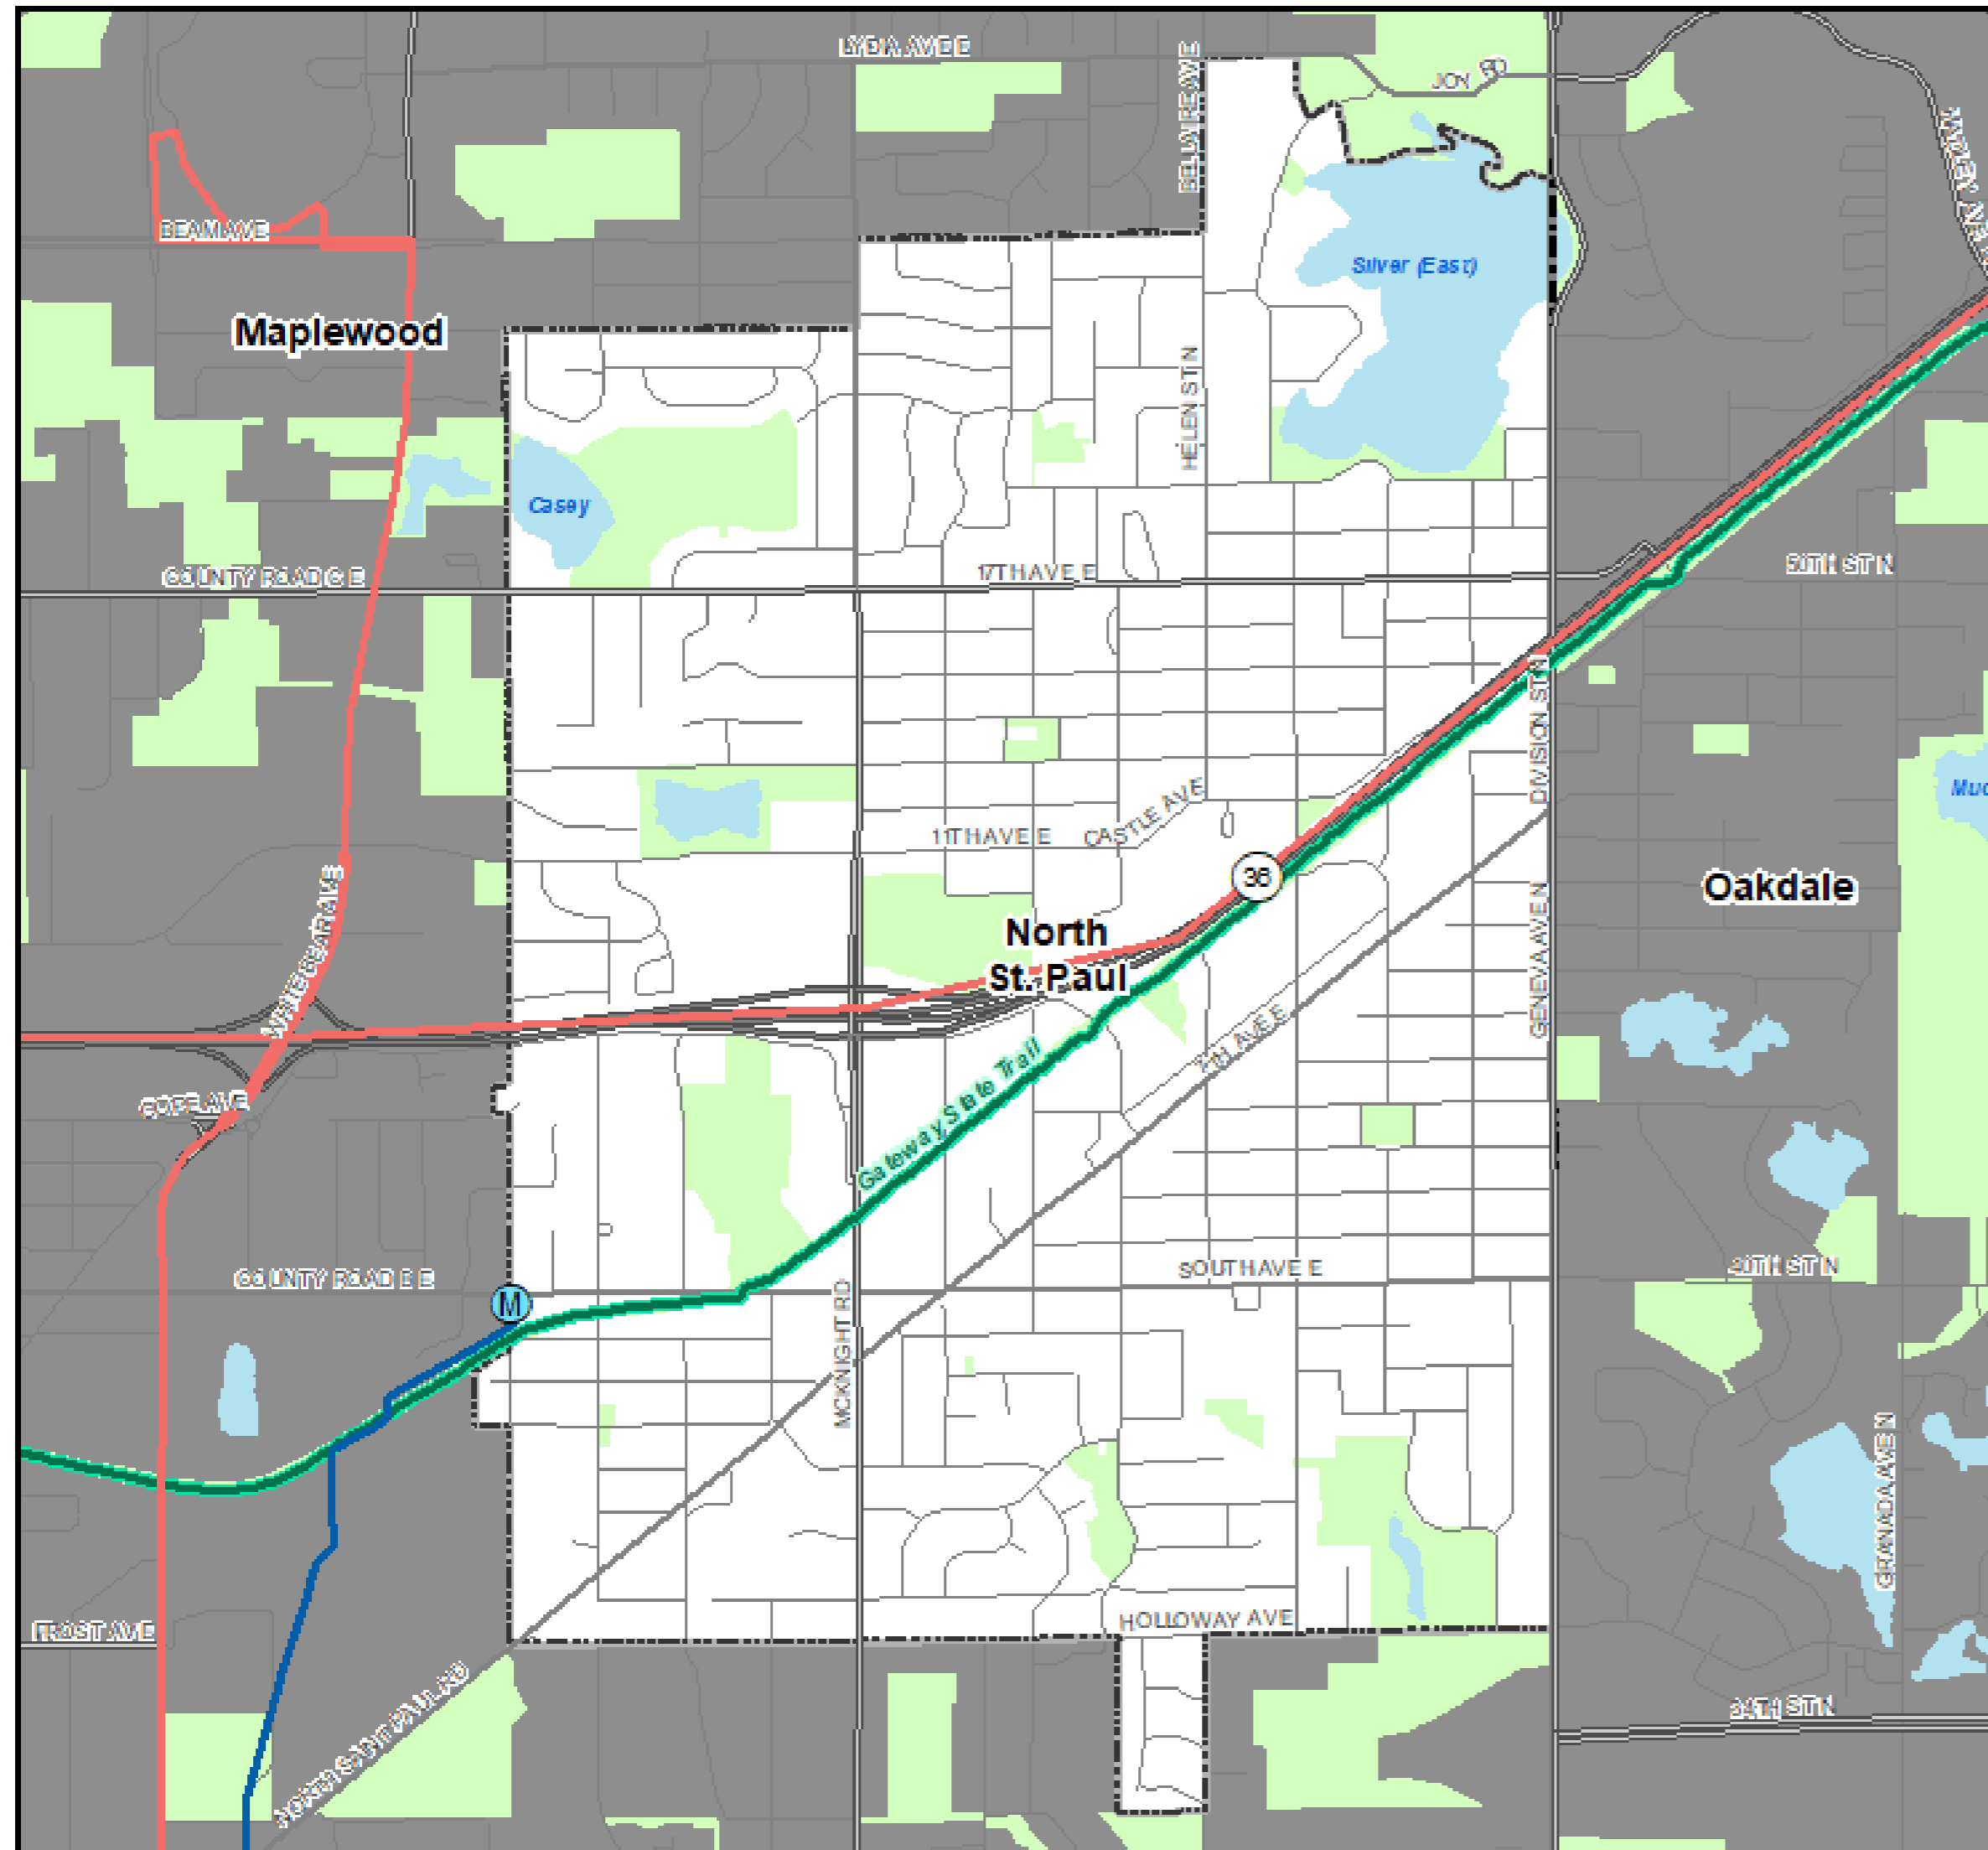 LYDIA AVE E
BELLAIRE AVE
JOY RD
BEAM AVE
Silver (East)
Maplewood
HELEN ST N
Casey
COUNTY ROAD C E
17TH AVE E
50TH ST N
DIVISION ST N
CASTLE AVE
11TH AVE E
36
WHITE BEAR AVE
Oakdale
North
St. Paul
GENEVA AVE N
7TH AVE E
Gateway State Trail
COPE AVE
COUNTY ROAD B E
SOUTH AVE E
40TH ST N
M
MCKNIGHT RD
GRANADA AVE N
FROST AVE
HOLLOWAY AVE
NORTH SAINT PAUL RD
34TH ST N